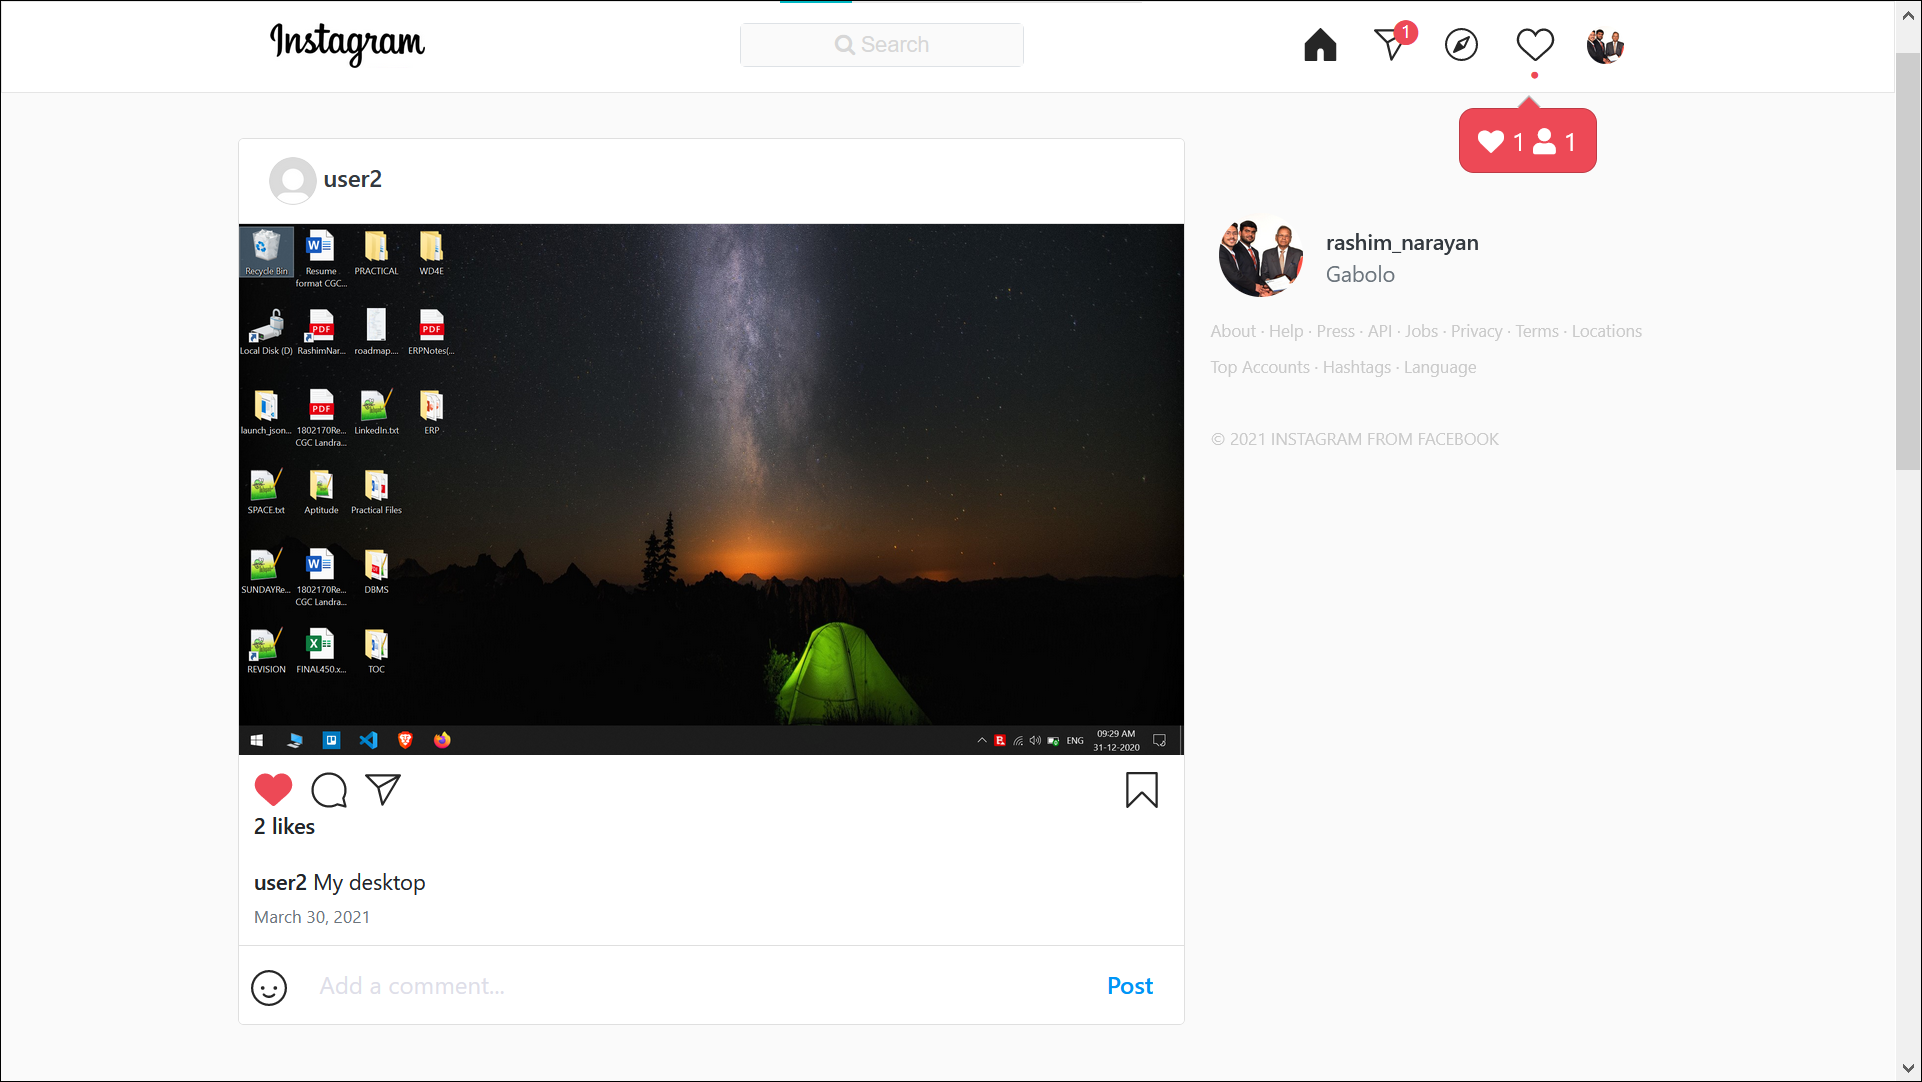 Instagram
Search
1
1 1
user2
Recycle Bin
Resume format CGC...
PRACTICAL
WD4E
Local Disk (D)
RashimNar...
roadmap....
ERPNotes(...
launch_json...
1802170Re... CGC Landra...
LinkedIn.txt
ERP
SPACE.txt
Aptitude
Practical Files
SUNDAYRe...
1802170Re... CGC Landra...
DBMS
REVISION
FINAL450.x...
TOC
ENG
09:29 AM
31-12-2020
2 likes
user2 My desktop
March 30, 2021
Add a comment...
Post
rashim_narayan
Gabolo
About · Help · Press · API · Jobs · Privacy · Terms · Locations
Top Accounts · Hashtags · Language
© 2021 INSTAGRAM FROM FACEBOOK